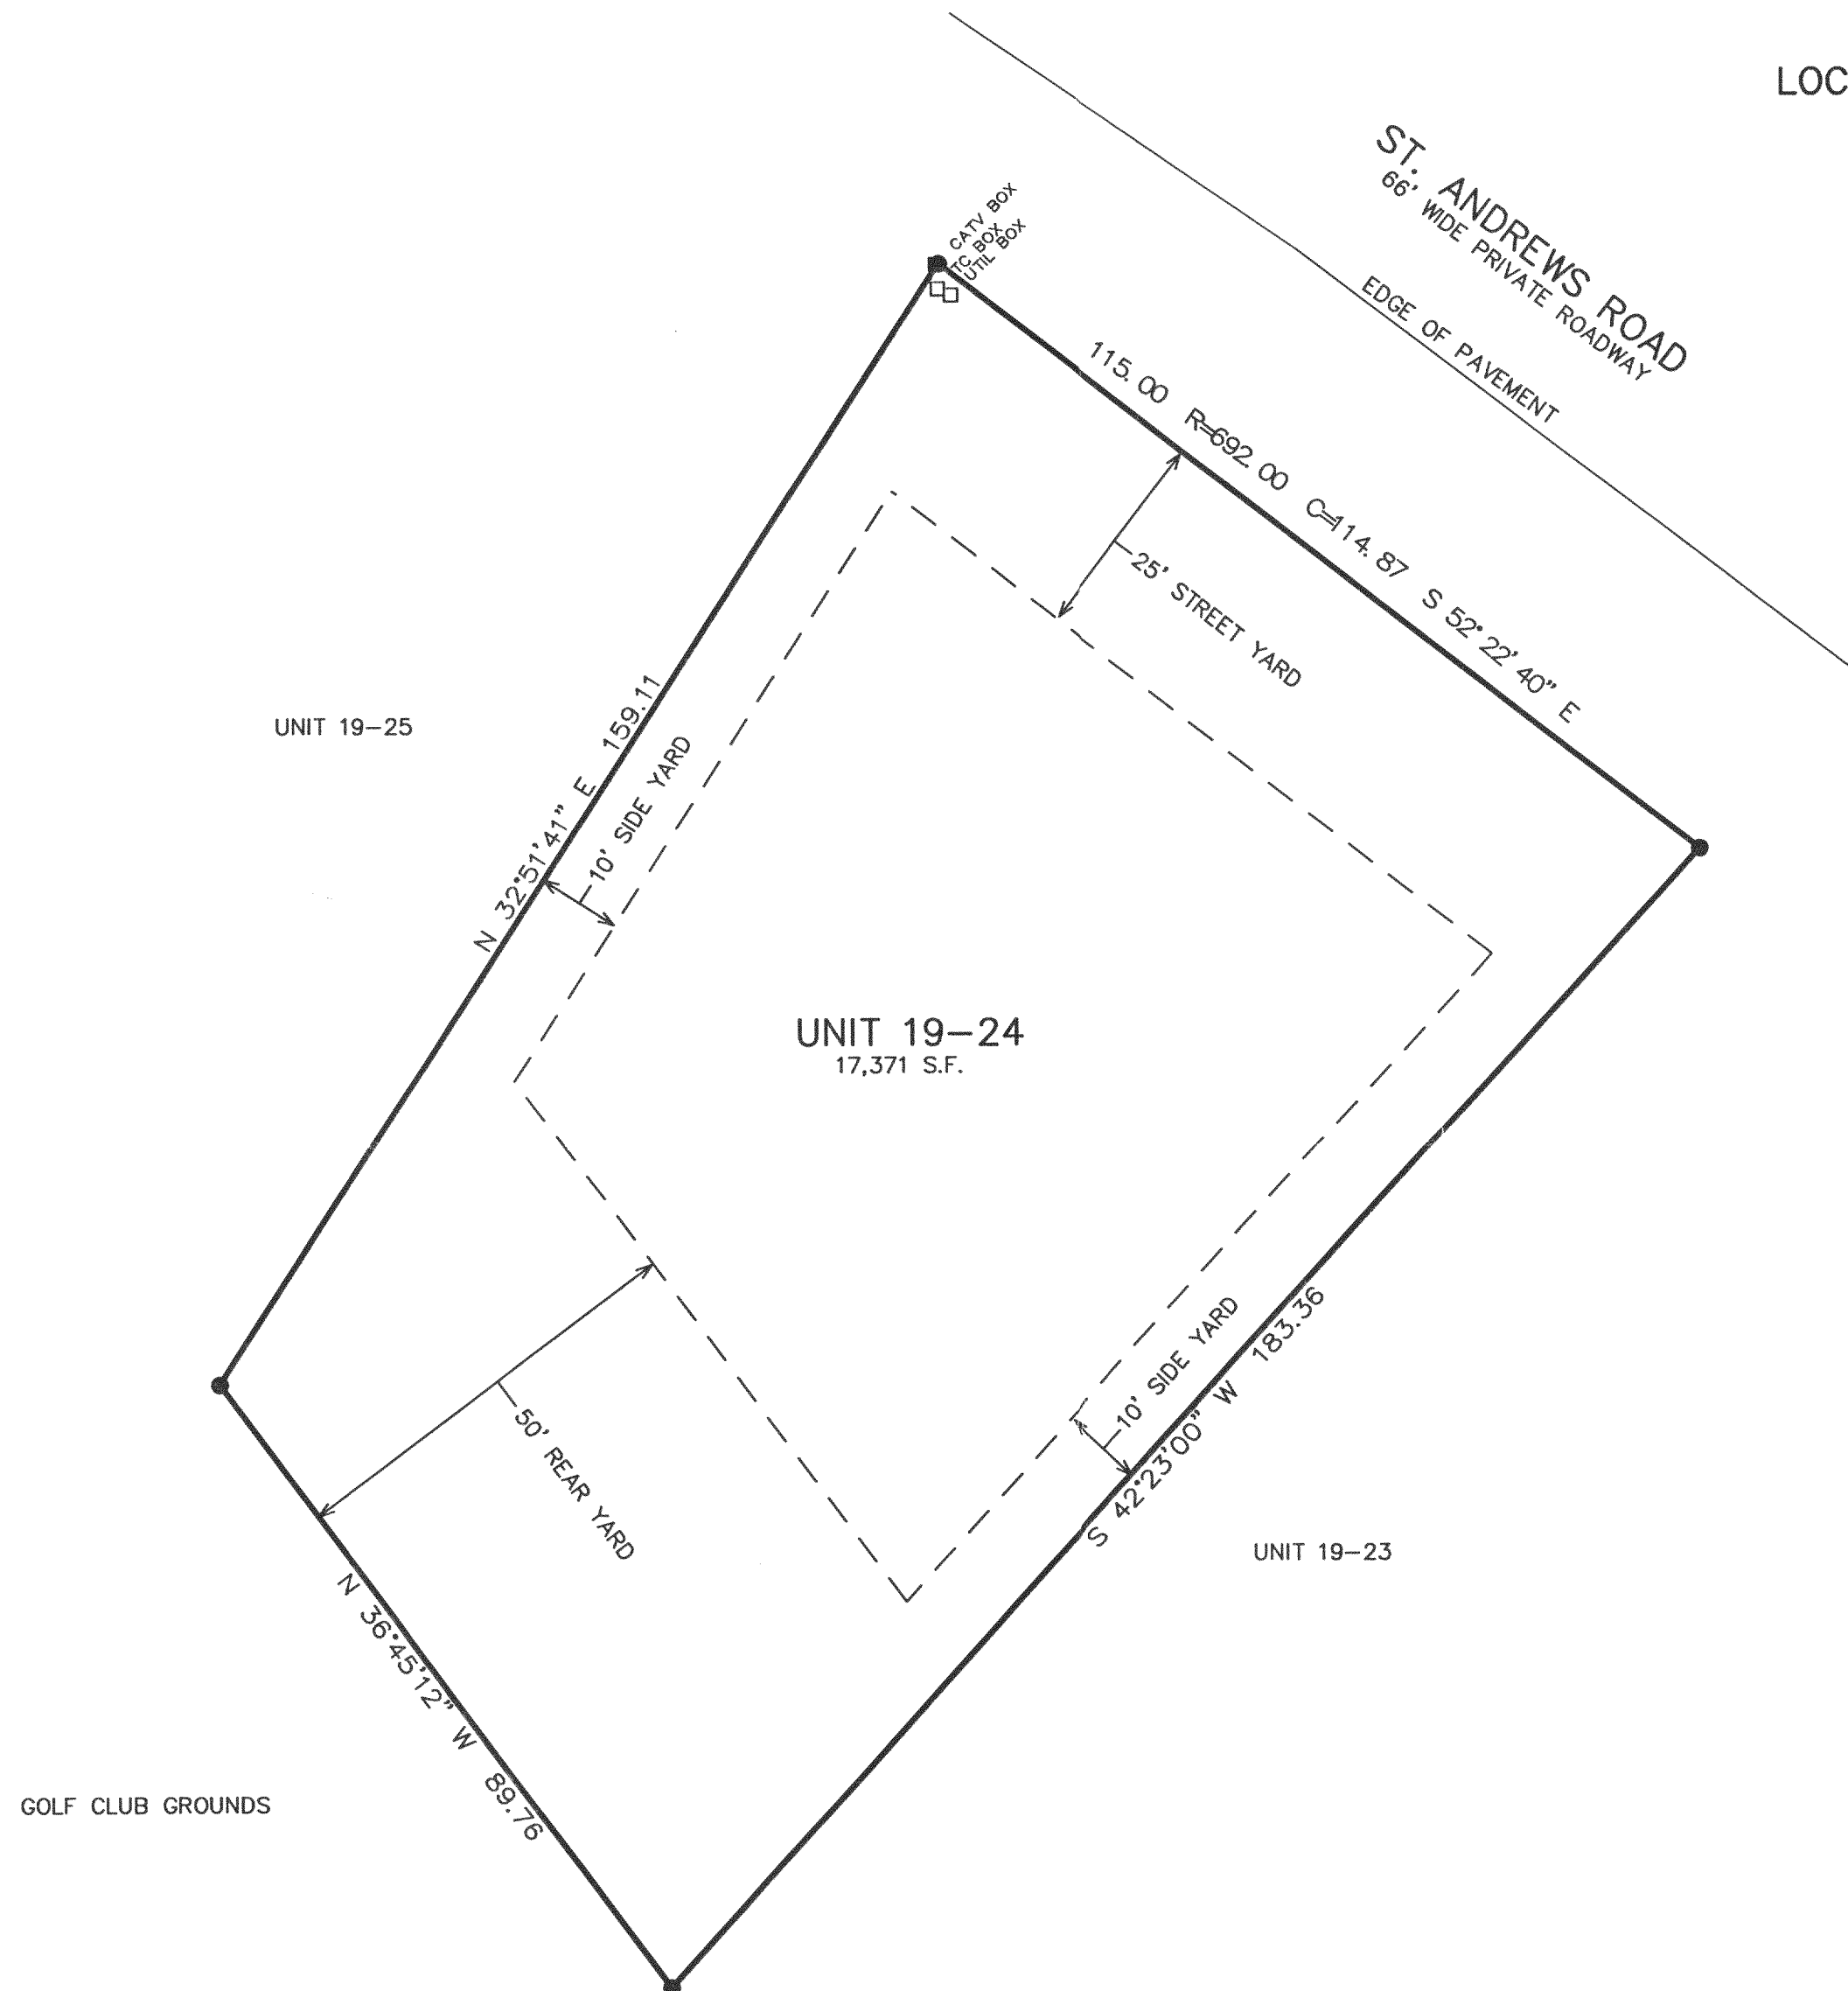 LOC
ST. ANDREWS ROAD
66' WIDE PRIVATE ROADWAY
EDGE OF PAVEMENT
CATV BOX
TC BOX
UTIL BOX
115.00 R=692.00 C=114.87 S 52°22'40" E
25' STREET YARD
UNIT 19-25
N 32°51'41" E 159.11
10' SIDE YARD
UNIT 19-24
17,371 S.F.
10' SIDE YARD
S 42°23'00" W 183.36
50' REAR YARD
UNIT 19-23
N 36°45'12" W 89.76
GOLF CLUB GROUNDS